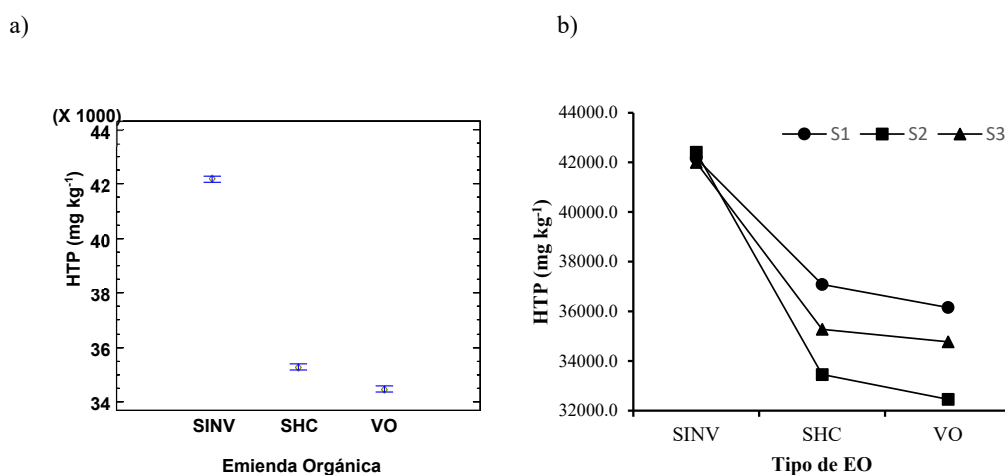 a)
b)
(X 1000)
44
42
40
38
36
34
HTP (mg kg⁻¹)
SINV SHC VO
Emienda Orgánica
44000.0
42000.0
40000.0
38000.0
36000.0
34000.0
32000.0
HTP (mg kg⁻¹)
S1 S2 S3
SINV SHC VO
Tipo de EO